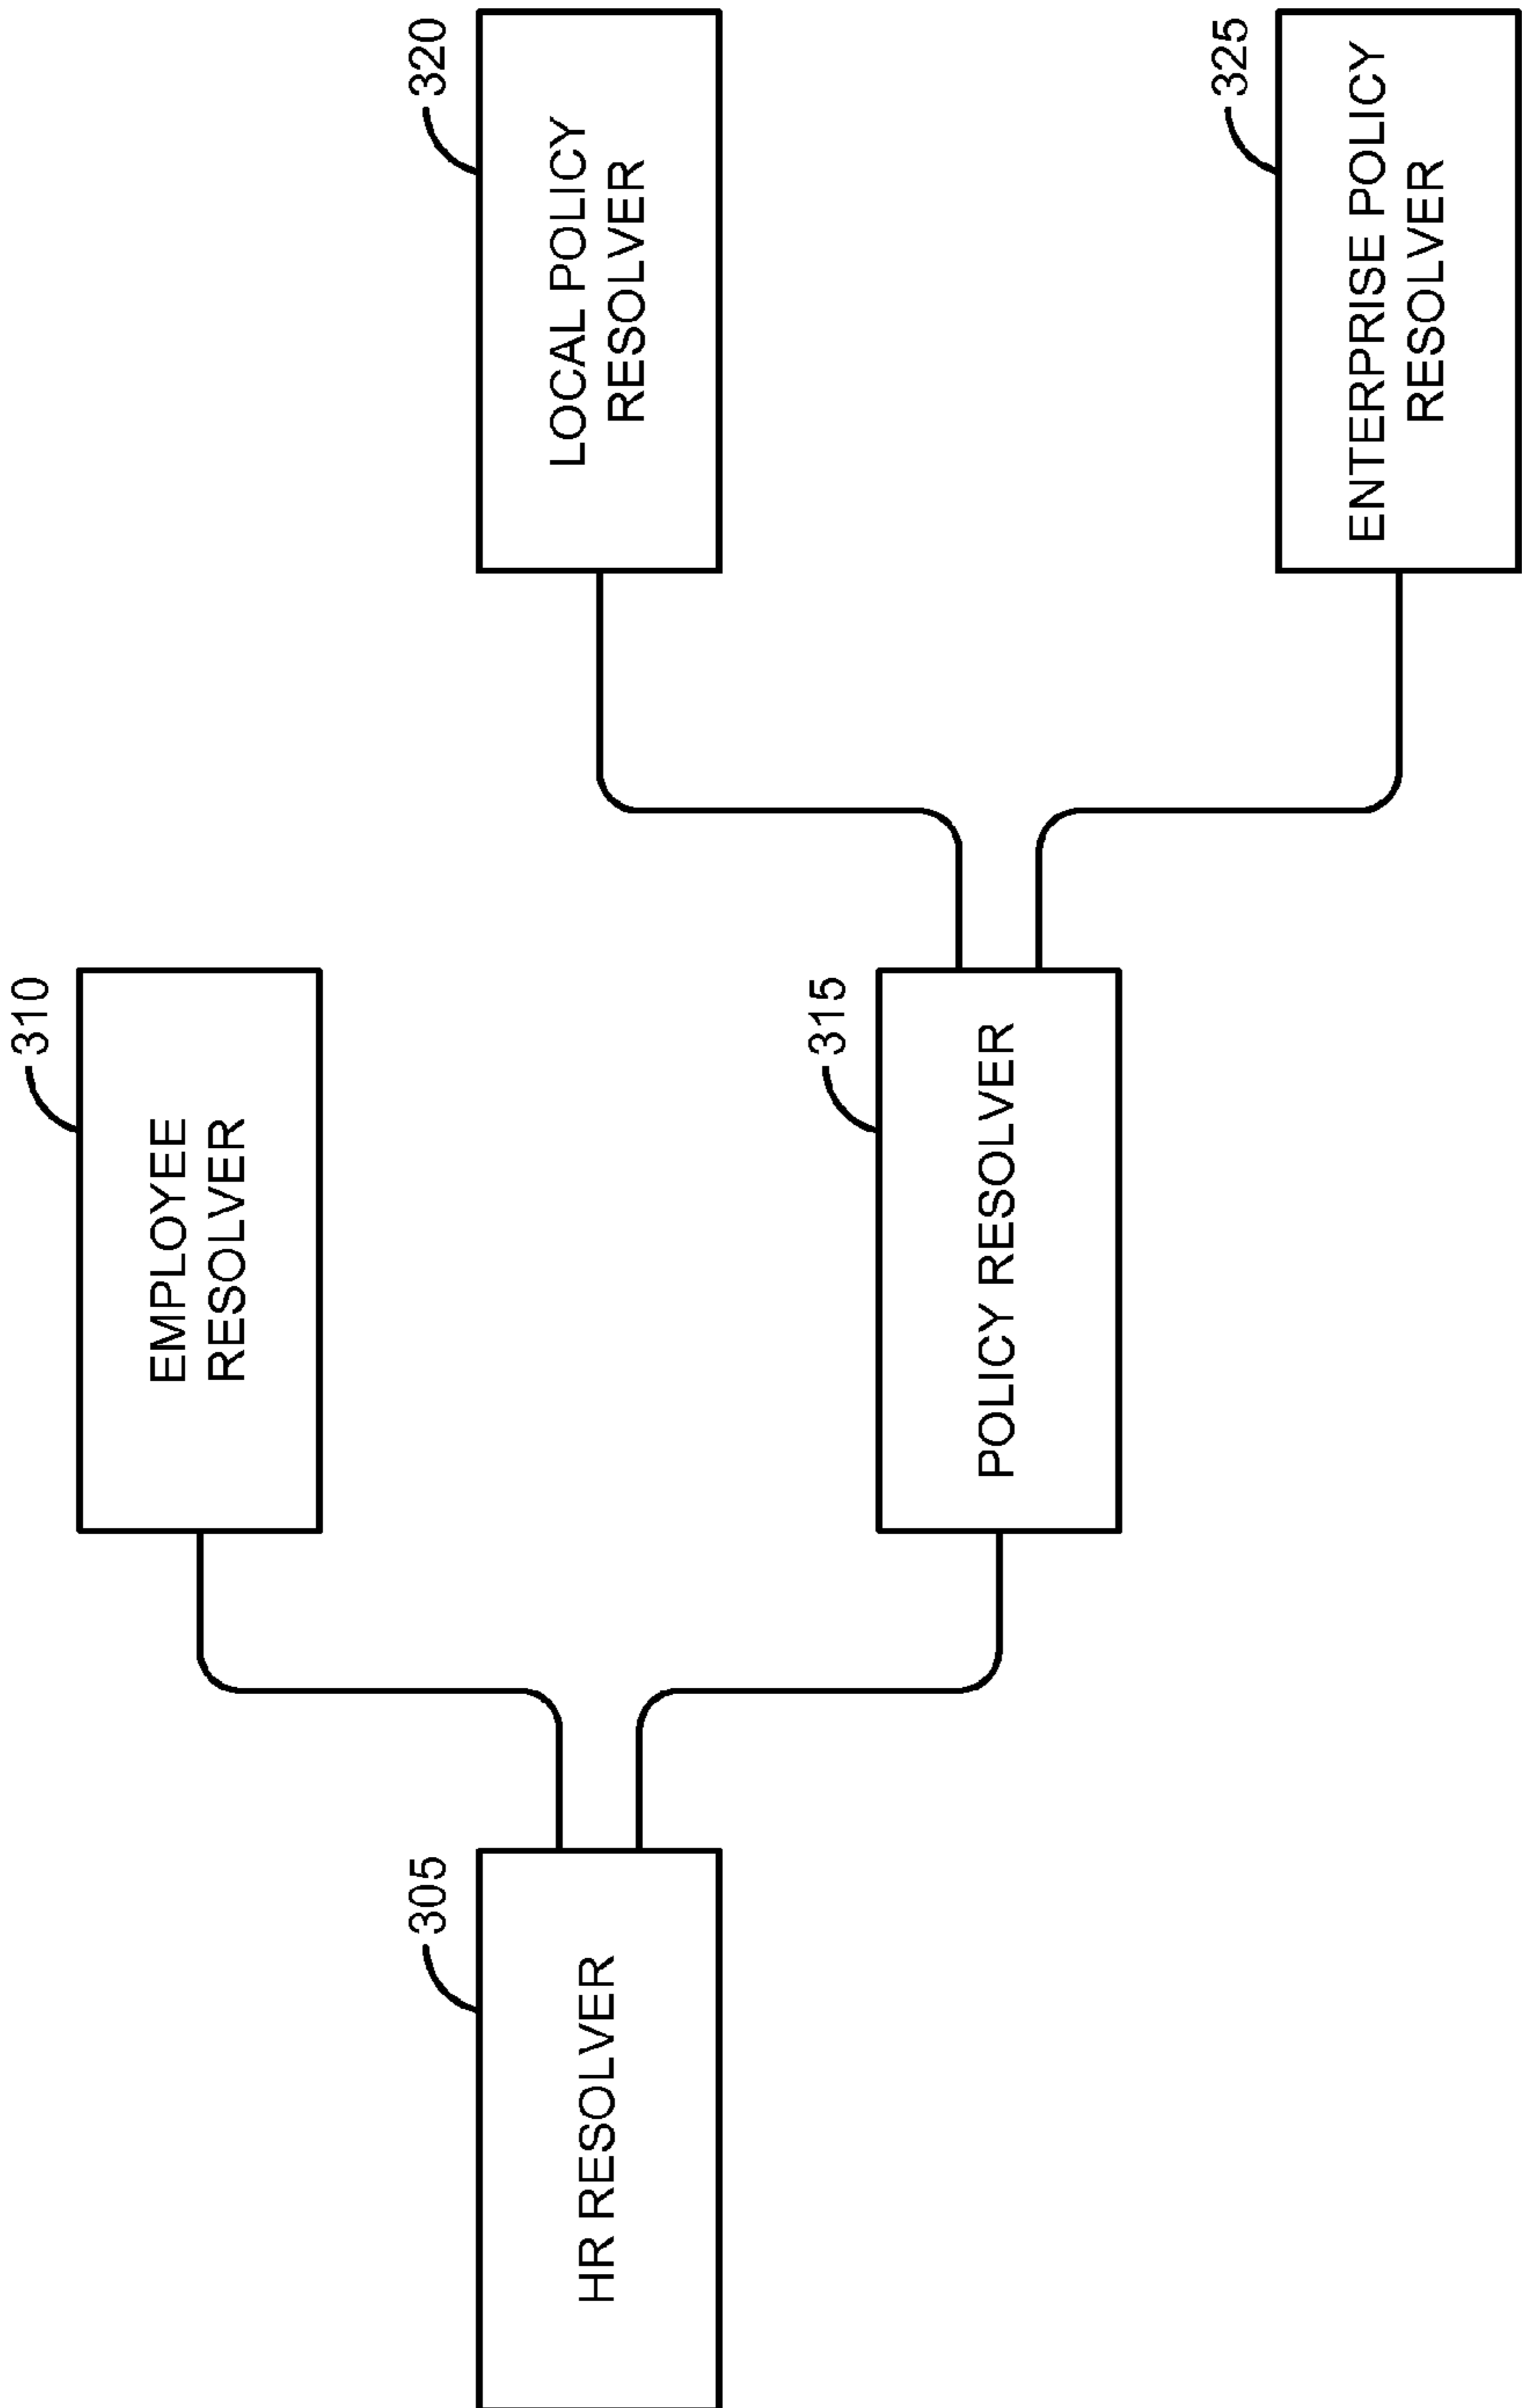 310
EMPLOYEE
RESOLVER
305
HR RESOLVER
320
LOCAL POLICY
RESOLVER
315
POLICY RESOLVER
325
ENTERPRISE POLICY
RESOLVER